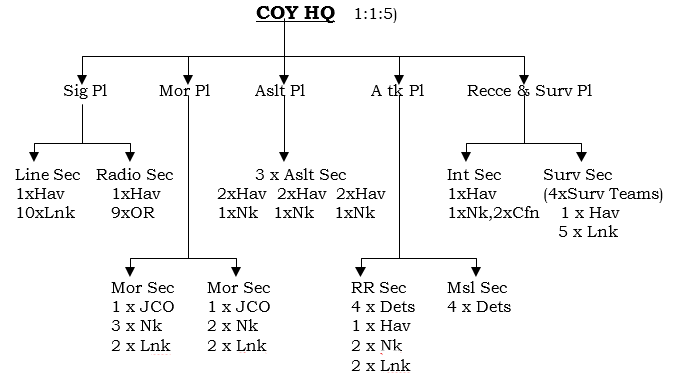 COY HQ 1:1:5)
Sig Pl Mor Pl Aslt Pl A tk Pl Recce & Surv Pl
Line Sec Radio Sec 3 x Aslt Sec Int Sec Surv Sec
1xHav 1xHav 2xHav 2xHav 2xHav 1xHav (4xSurv Teams)
10xLnk 9xOR 1xNk 1xNk 1xNk 1xNk,2xCfn 1 x Hav
5 x Lnk
Mor Sec Mor Sec RR Sec Msl Sec
1 x JCO 1 x JCO 4 x Dets 4 x Dets
3 x Nk 2 x Nk 1 x Hav
2 x Lnk 2 x Lnk 2 x Nk
2 x Lnk